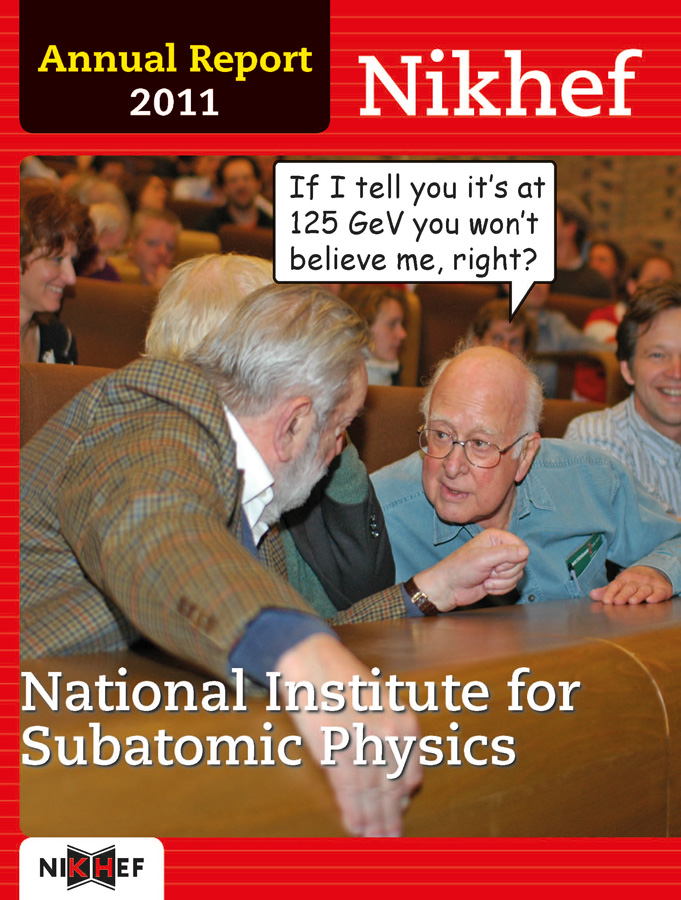 Annual Report
2011
Nikhef
If I tell you it's at
125 GeV you won't
believe me, right?
National Institute for
Subatomic Physics
NIKHEF